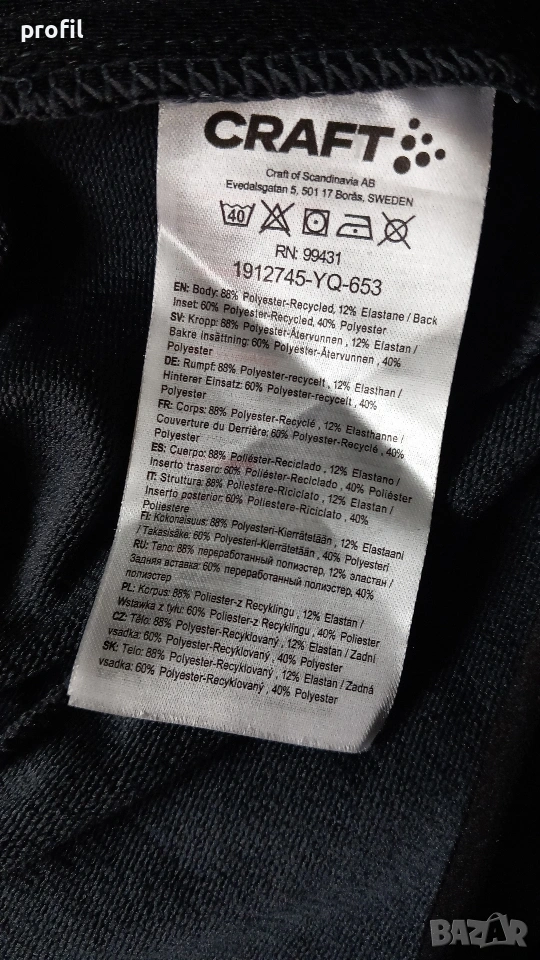 profil
CRAFT
Craft of Scandinavia AB
Evedalsgatan 5, 501 17 Borås, SWEDEN
40
RN: 99431
1912745-YQ-653
EN: Body: 88% Polyester-Recycled, 12% Elastane / Back
Inset: 60% Polyester-Recycled, 40% Polyester
SV: Kropp: 88% Polyester-Återvunnen , 12% Elastan /
Bakre insättning: 60% Polyester-Återvunnen , 40%
Polyester
DE: Rumpf: 88% Polyester-recycelt , 12% Elasthan /
Hinterer Einsatz: 60% Polyester-recycelt , 40%
Polyester
FR: Corps: 88% Polyester-Recyclé , 12% Elasthanne /
Couverture du Derrière: 60% Polyester-Recyclé , 40%
Polyester
ES: Cuerpo: 88% Poliéster-Reciclado , 12% Elastano /
Inserto trasero: 60% Poliéster-Reciclado , 40% Poliéster
IT: Struttura: 88% Poliestere-Riciclato , 12% Elastan /
Inserto posterior: 60% Poliestere-Riciclato , 40%
Poliestere
FI: Kokonaisuus: 88% Polyesteri-Kierrätetään , 12% Elastaani
/ Takasisäke: 60% Polyesteri-Kierrätetään , 40% Polyesteri
RU: Тело: 88% переработанный полиэстер, 12% эластан /
Задняя вставка: 60% переработанный полиэстер, 40%
полиэстер
PL: Korpus: 88% Poliester-z Recyklingu , 12% Elastan /
Wstawka z tyłu: 60% Poliester-z Recyklingu , 40% Poliester
CZ: Tělo: 88% Polyester-Recyklovaný , 12% Elastan / Zadní
vsadka: 60% Polyester-Recyklovaný , 40% Polyester
SK: Telo: 88% Polyester-Recyklovaný , 12% Elastan / Zadná
vsadka: 60% Polyester-Recyklovaný , 40% Polyester
BAZAR